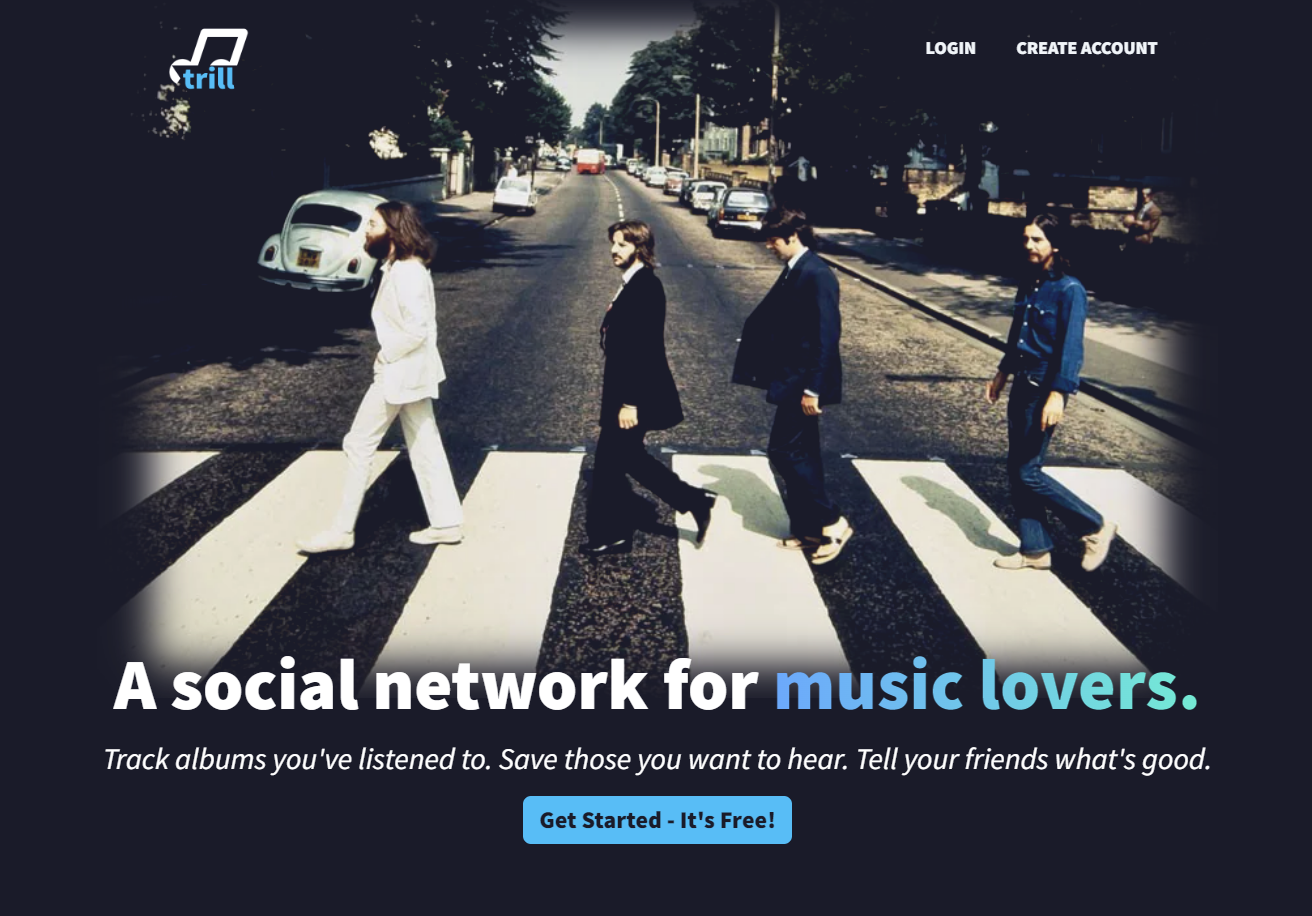 trill
LOGIN
CREATE ACCOUNT
A social network for music lovers.
Track albums you've listened to. Save those you want to hear. Tell your friends what's good.
Get Started - It's Free!